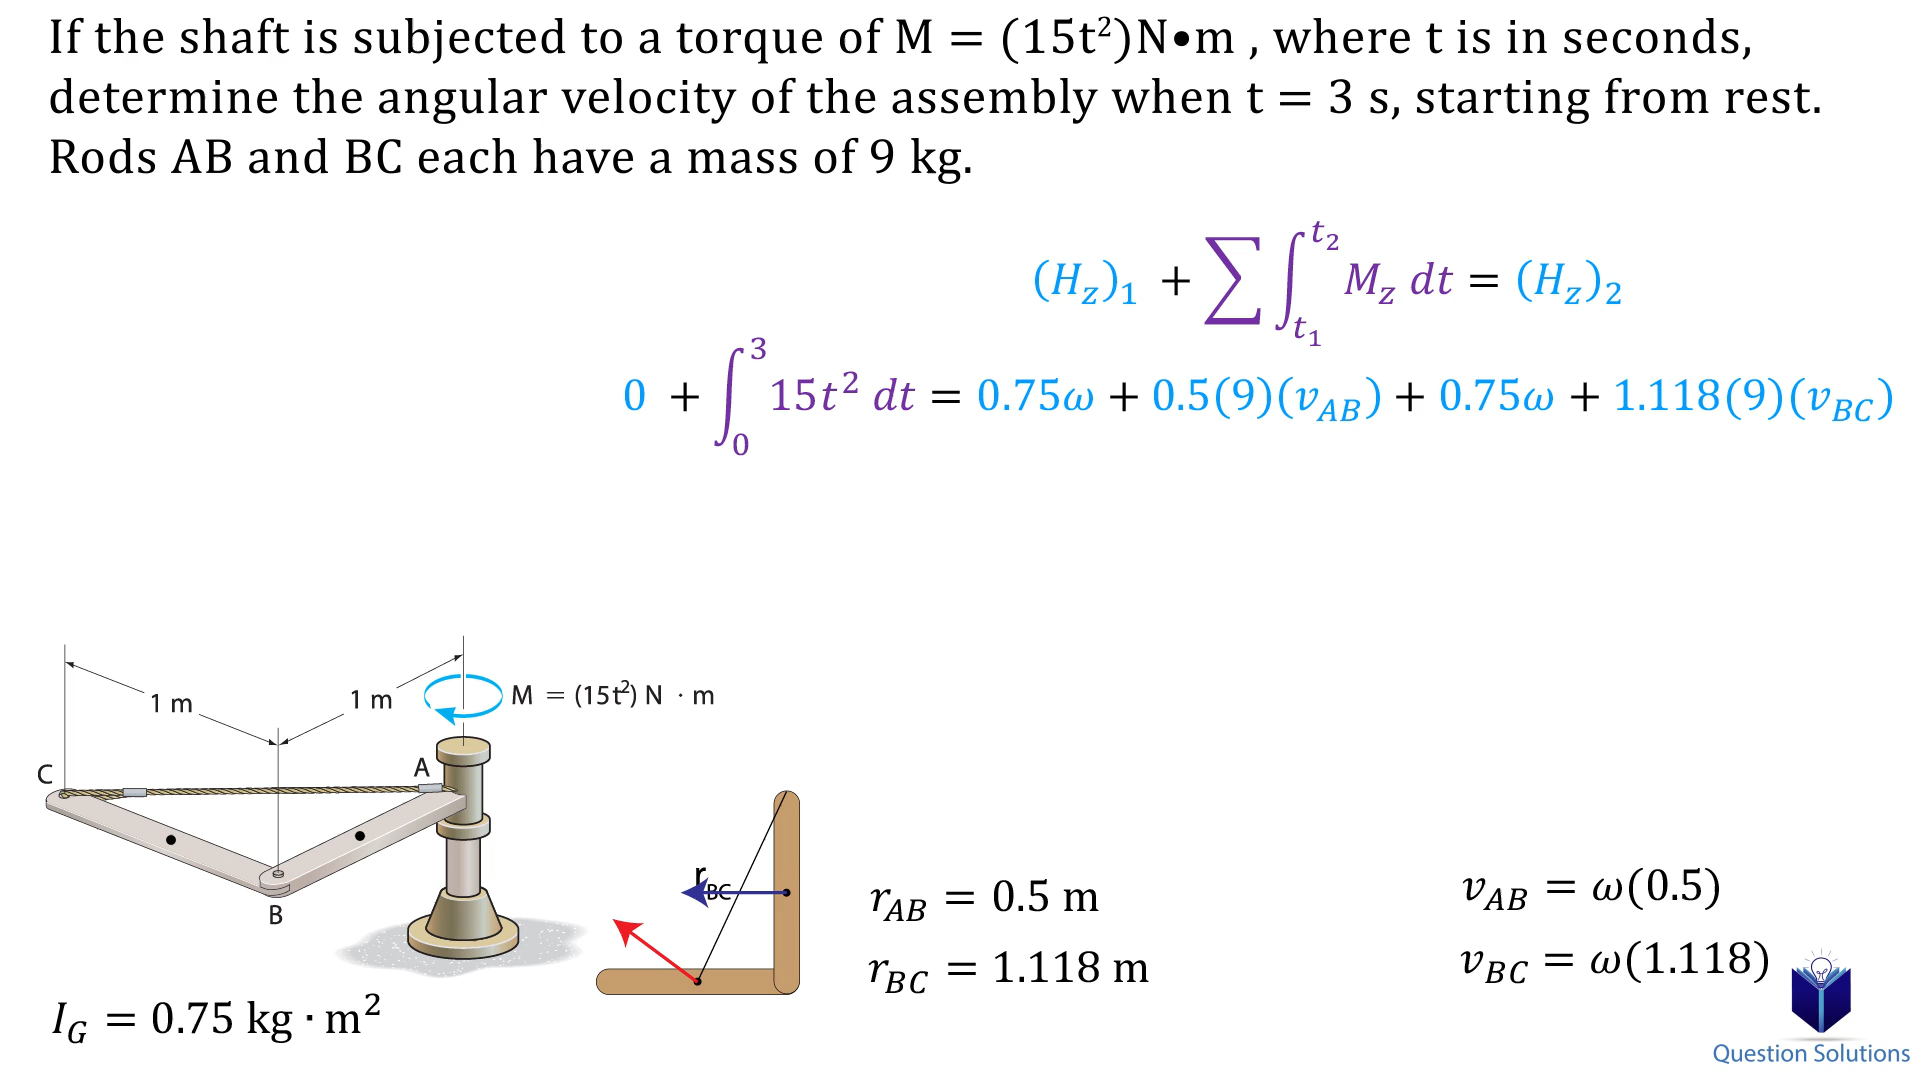 If the shaft is subjected to a torque of M = (15t²)N•m , where t is in seconds,
determine the angular velocity of the assembly when t = 3 s, starting from rest.
Rods AB and BC each have a mass of 9 kg.
(H_z)₁ + ∑ ∫_{t₁}^{t₂} M_z dt = (H_z)₂
0 + ∫_0^3 15t² dt = 0.75ω + 0.5(9)(v_AB) + 0.75ω + 1.118(9)(v_BC)
1 m
1 m
M = (15t²) N · m
C
A
B
r_BC
r_AB = 0.5 m
r_BC = 1.118 m
v_AB = ω(0.5)
v_BC = ω(1.118)
I_G = 0.75 kg · m²
Question Solutions